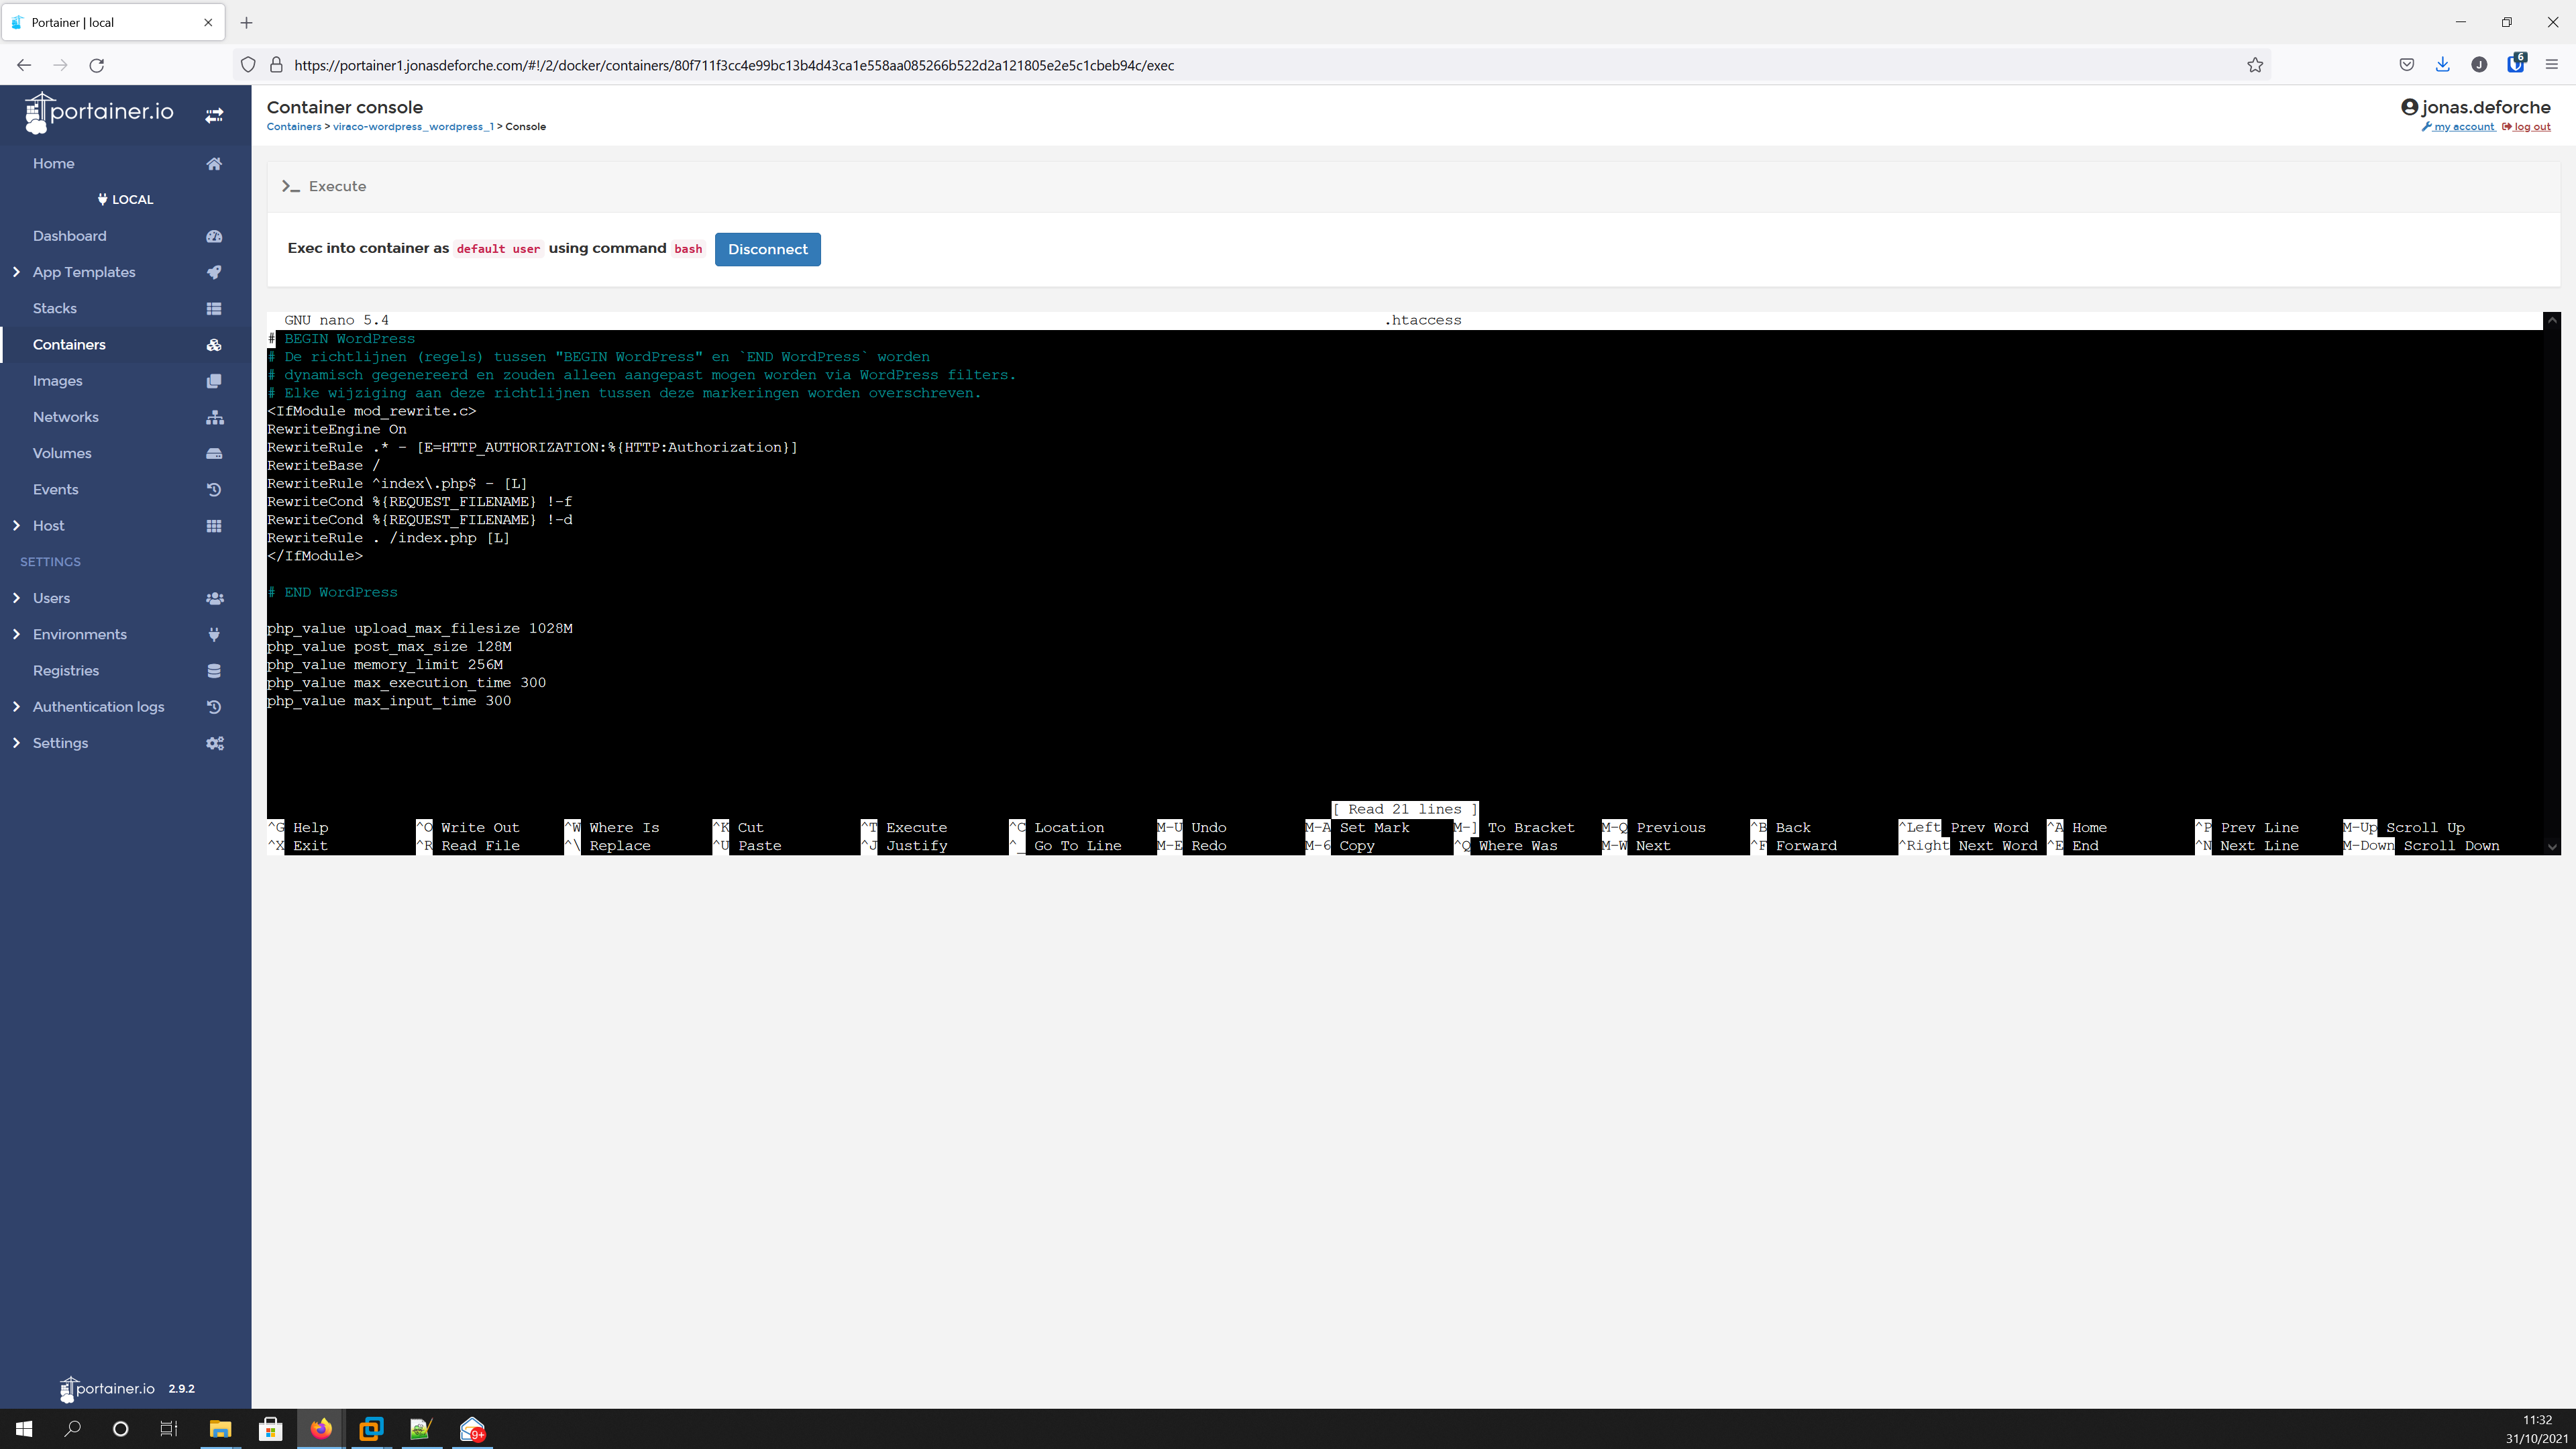 Portainer | local
https://portainer1.jonasdeforche.com/#!/2/docker/containers/80f711f3cc4e99bc13b4d43ca1e558aa085266b522d2a121805e2e5c1cbeb94c/exec
J
6
portainer.io
Home
LOCAL
Dashboard
App Templates
Stacks
Containers
Images
Networks
Volumes
Events
Host
SETTINGS
Users
Environments
Registries
Authentication logs
Settings
portainer.io 2.9.2
Container console
Containers > viraco-wordpress_wordpress_1 > Console
jonas.deforche
my account log out
Execute
Exec into container as default user using command bash Disconnect
GNU nano 5.4 .htaccess
# BEGIN WordPress
# De richtlijnen (regels) tussen "BEGIN WordPress" en `END WordPress` worden
# dynamisch gegenereerd en zouden alleen aangepast mogen worden via WordPress filters.
# Elke wijziging aan deze richtlijnen tussen deze markeringen worden overschreven.
<IfModule mod_rewrite.c>
RewriteEngine On
RewriteRule .* - [E=HTTP_AUTHORIZATION:%{HTTP:Authorization}]
RewriteBase /
RewriteRule ^index\.php$ - [L]
RewriteCond %{REQUEST_FILENAME} !-f
RewriteCond %{REQUEST_FILENAME} !-d
RewriteRule . /index.php [L]
</IfModule>
# END WordPress
php_value upload_max_filesize 1028M
php_value post_max_size 128M
php_value memory_limit 256M
php_value max_execution_time 300
php_value max_input_time 300
[ Read 21 lines ]
^G Help ^O Write Out ^W Where Is ^K Cut ^T Execute ^C Location M-U Undo M-A Set Mark M-] To Bracket M-Q Previous ^B Back ^Left Prev Word ^A Home ^P Prev Line M-Up Scroll Up
^X Exit ^R Read File ^\ Replace ^U Paste ^J Justify ^_ Go To Line M-E Redo M-6 Copy ^Q Where Was M-W Next ^F Forward ^Right Next Word ^E End ^N Next Line M-Down Scroll Down
9+
11:32
31/10/2021